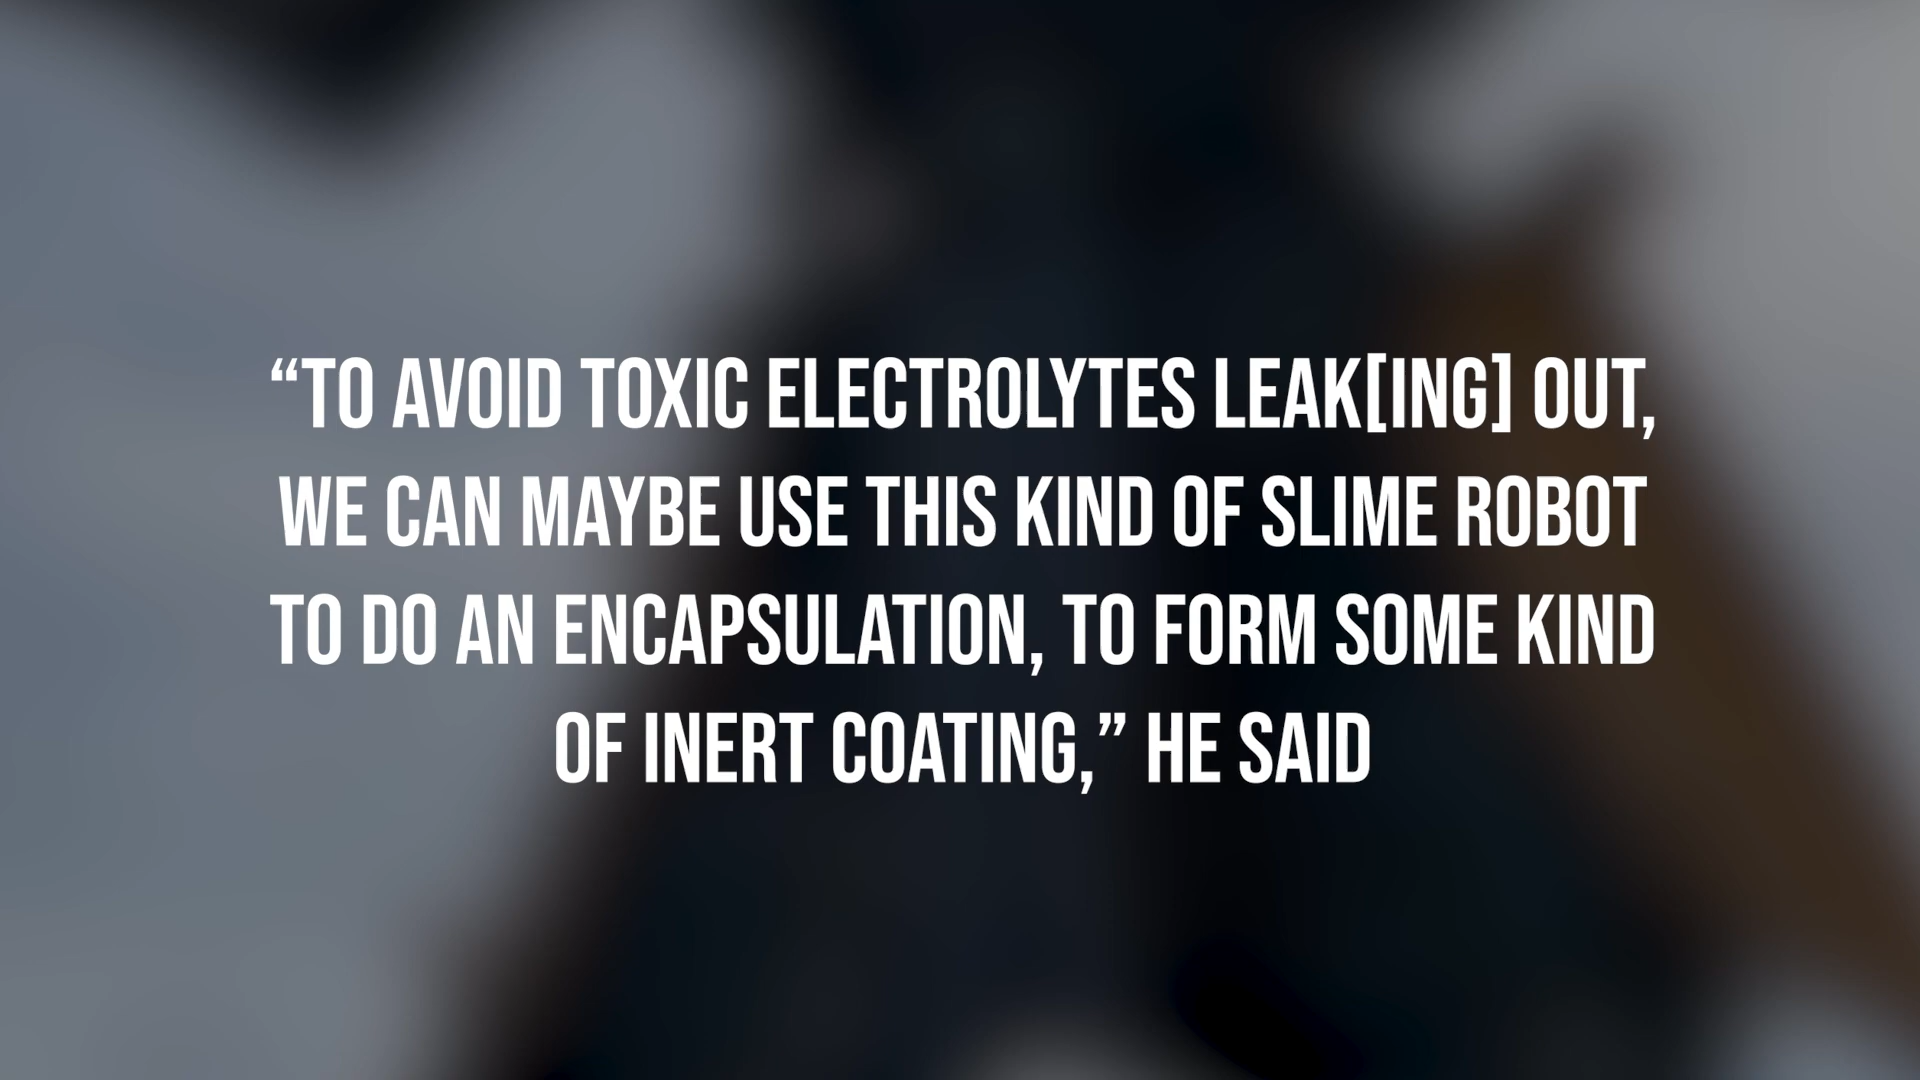 “TO AVOID TOXIC ELECTROLYTES LEAK[ING] OUT,
WE CAN MAYBE USE THIS KIND OF SLIME ROBOT
TO DO AN ENCAPSULATION, TO FORM SOME KIND
OF INERT COATING,” HE SAID